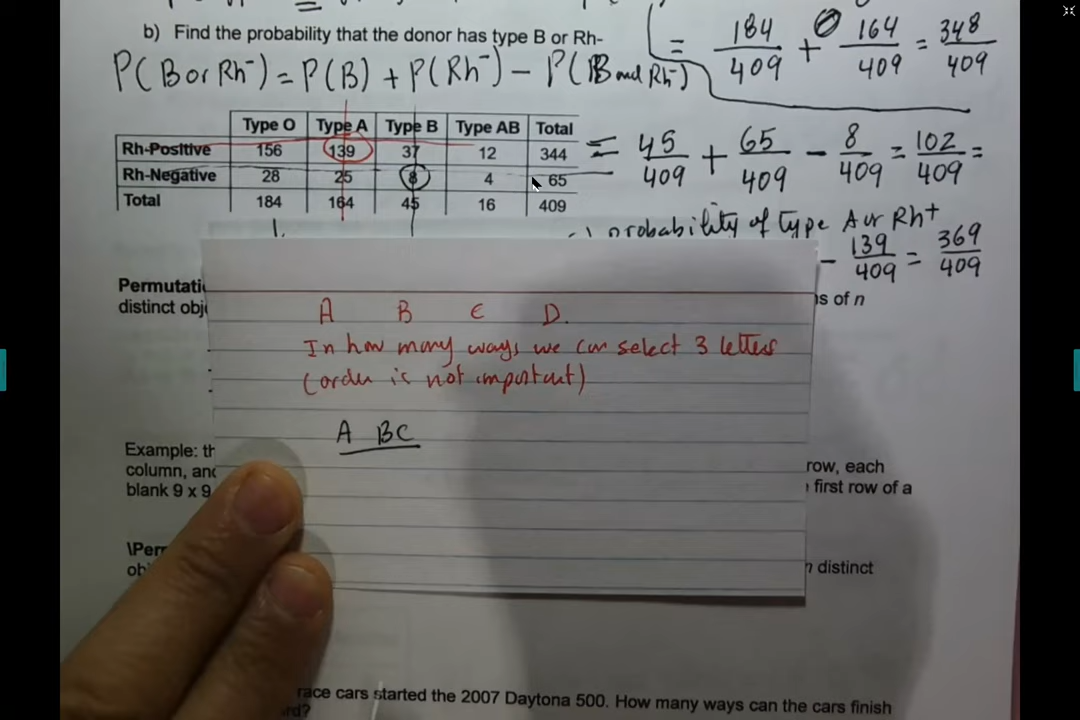 b) Find the probability that the donor has type B or Rh-
= 184/409 + 164/409 = 348/409
P(B or Rh-) = P(B) + P(Rh-) - P(B and Rh-)
Type O Type A Type B Type AB Total
Rh-Positive 156 139 37 12 344
Rh-Negative 28 25 8 4 65
Total 184 164 45 16 409
= 45/409 + 65/409 - 8/409 = 102/409 =
probability of type A or Rh+
- 139/409 = 369/409
distinct
s of n
A B C D.
In how many ways we can select 3 letters
(order is not important)
A BC
Example:
column, and
blank 9 x 9
row, each
first row of a
distinct
race cars started the 2007 Daytona 500. How many ways can the cars finish